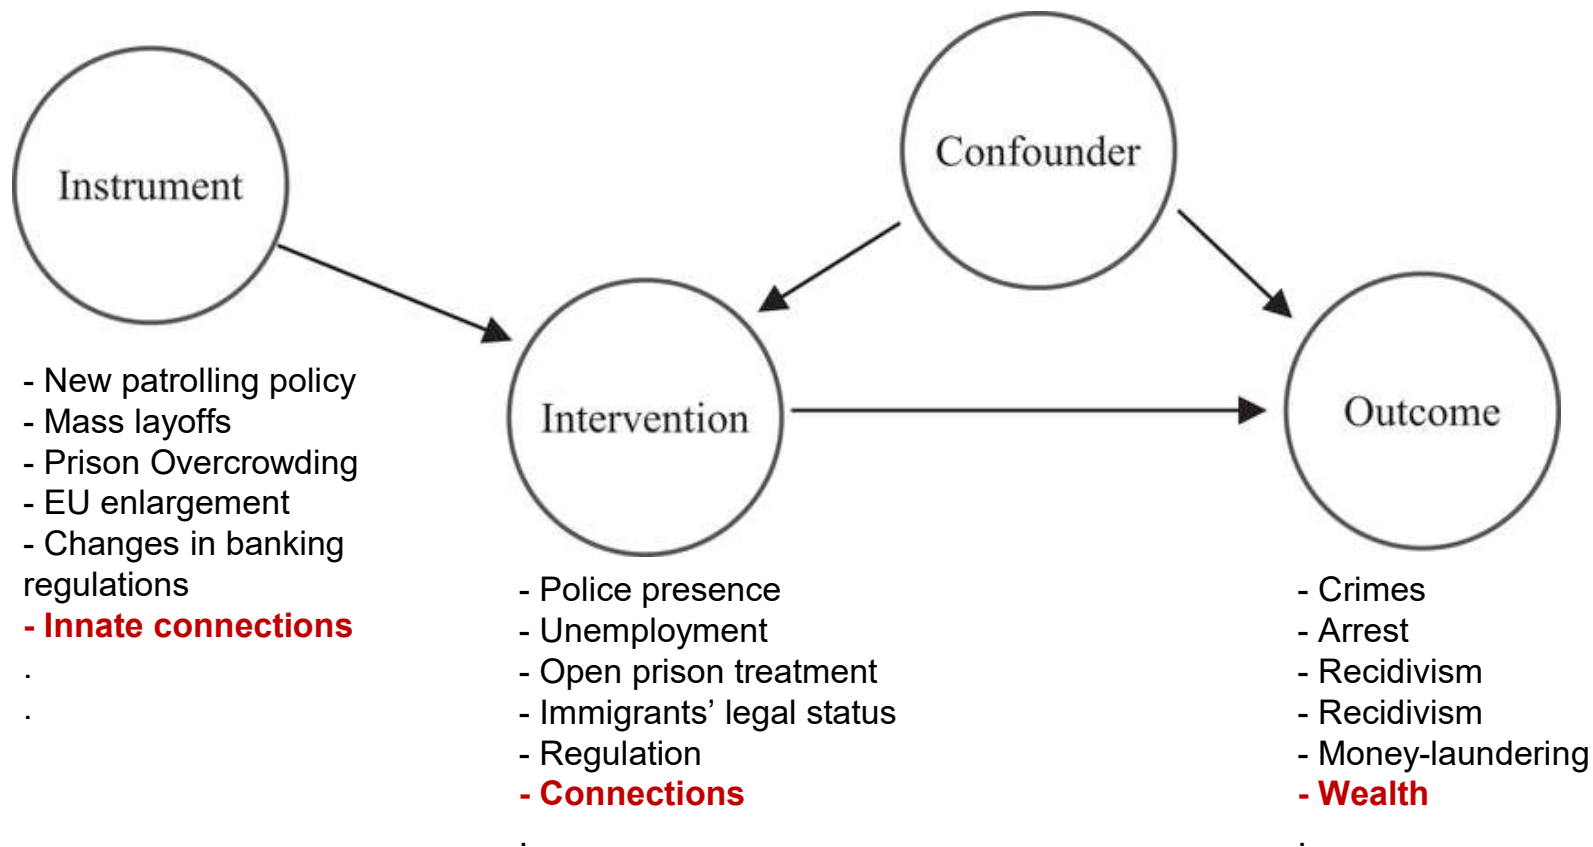 Instrument
Confounder
Intervention
Outcome
- New patrolling policy
- Mass layoffs
- Prison Overcrowding
- EU enlargement
- Changes in banking
regulations
- Innate connections
.
.
- Police presence
- Unemployment
- Open prison treatment
- Immigrants’ legal status
- Regulation
- Connections
.
- Crimes
- Arrest
- Recidivism
- Recidivism
- Money-laundering
- Wealth
.